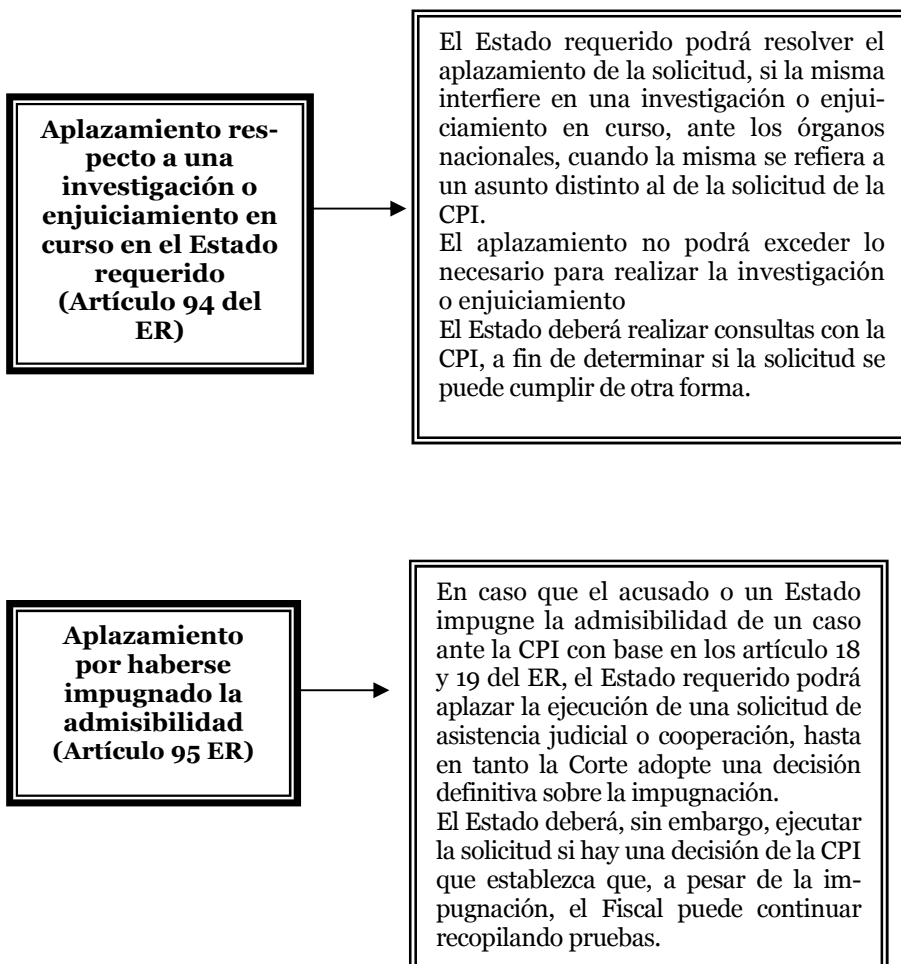 Aplazamiento res-
pecto a una
investigación o
enjuiciamiento en
curso en el Estado
requerido
(Artículo 94 del
ER)
El Estado requerido podrá resolver el
aplazamiento de la solicitud, si la misma
interfiere en una investigación o enjui-
ciamiento en curso, ante los órganos
nacionales, cuando la misma se refiera a
un asunto distinto al de la solicitud de la
CPI.
El aplazamiento no podrá exceder lo
necesario para realizar la investigación
o enjuiciamiento
El Estado deberá realizar consultas con la
CPI, a fin de determinar si la solicitud se
puede cumplir de otra forma.
Aplazamiento
por haberse
impugnado la
admisibilidad
(Artículo 95 ER)
En caso que el acusado o un Estado
impugne la admisibilidad de un caso
ante la CPI con base en los artículo 18
y 19 del ER, el Estado requerido podrá
aplazar la ejecución de una solicitud de
asistencia judicial o cooperación, hasta
en tanto la Corte adopte una decisión
definitiva sobre la impugnación.
El Estado deberá, sin embargo, ejecutar
la solicitud si hay una decisión de la CPI
que establezca que, a pesar de la im-
pugnación, el Fiscal puede continuar
recopilando pruebas.